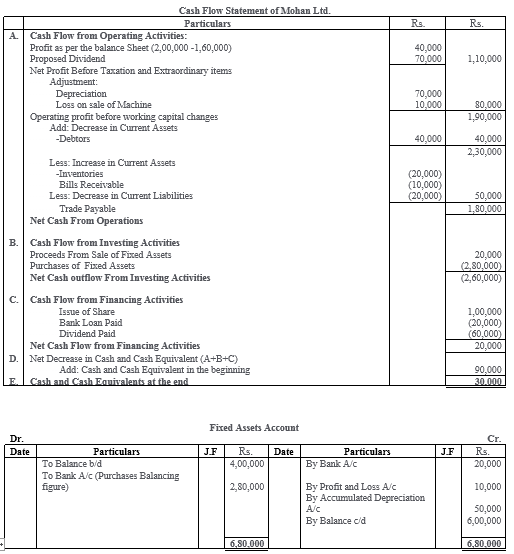 Cash Flow Statement of Mohan Ltd.
Particulars Rs. Rs.
A. Cash Flow from Operating Activities:
Profit as per the balance Sheet (2,00,000 -1,60,000) 40,000
Proposed Dividend 70,000 1,10,000
Net Profit Before Taxation and Extraordinary items
Adjustment:
Depreciation 70,000
Loss on sale of Machine 10,000 80,000
Operating profit before working capital changes 1,90,000
Add: Decrease in Current Assets
-Debtors 40,000 40,000
2,30,000
Less: Increase in Current Assets
-Inventories (20,000)
Bills Receivable (10,000)
Less: Decrease in Current Liabilities (20,000) 50,000
Trade Payable 1,80,000
Net Cash From Operations
B. Cash Flow from Investing Activities
Proceeds From Sale of Fixed Assets 20,000
Purchases of Fixed Assets (2,80,000)
Net Cash outflow From Investing Activities (2,60,000)
C. Cash Flow from Financing Activities
Issue of Share 1,00,000
Bank Loan Paid (20,000)
Dividend Paid (60,000)
Net Cash Flow from Financing Activities 20,000
D. Net Decrease in Cash and Cash Equivalent (A+B+C)
Add: Cash and Cash Equivalent in the beginning 90,000
E. Cash and Cash Equivalents at the end 30,000
Fixed Assets Account
Dr. Cr.
Date Particulars J.F Rs. Date Particulars J.F Rs.
To Balance b/d 4,00,000 By Bank A/c 20,000
To Bank A/c (Purchases Balancing
figure) 2,80,000 By Profit and Loss A/c 10,000
By Accumulated Depreciation
A/c 50,000
By Balance c/d 6,00,000
6,80,000 6,80,000